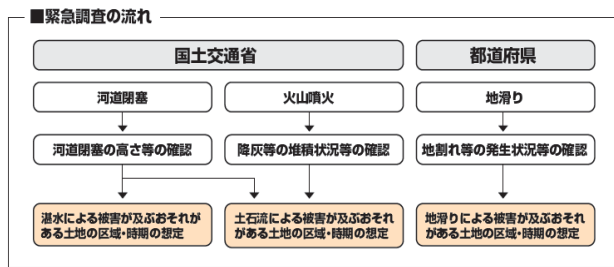 ■緊急調査の流れ
国土交通省
都道府県
河道閉塞
火山噴火
地滑り
河道閉塞の高さ等の確認
降灰等の堆積状況等の確認
地割れ等の発生状況等の確認
湛水による被害が及ぶおそれが
ある土地の区域・時期の想定
土石流による被害が及ぶおそれ
がある土地の区域・時期の想定
地滑りによる被害が及ぶおそれ
がある土地の区域・時期の想定